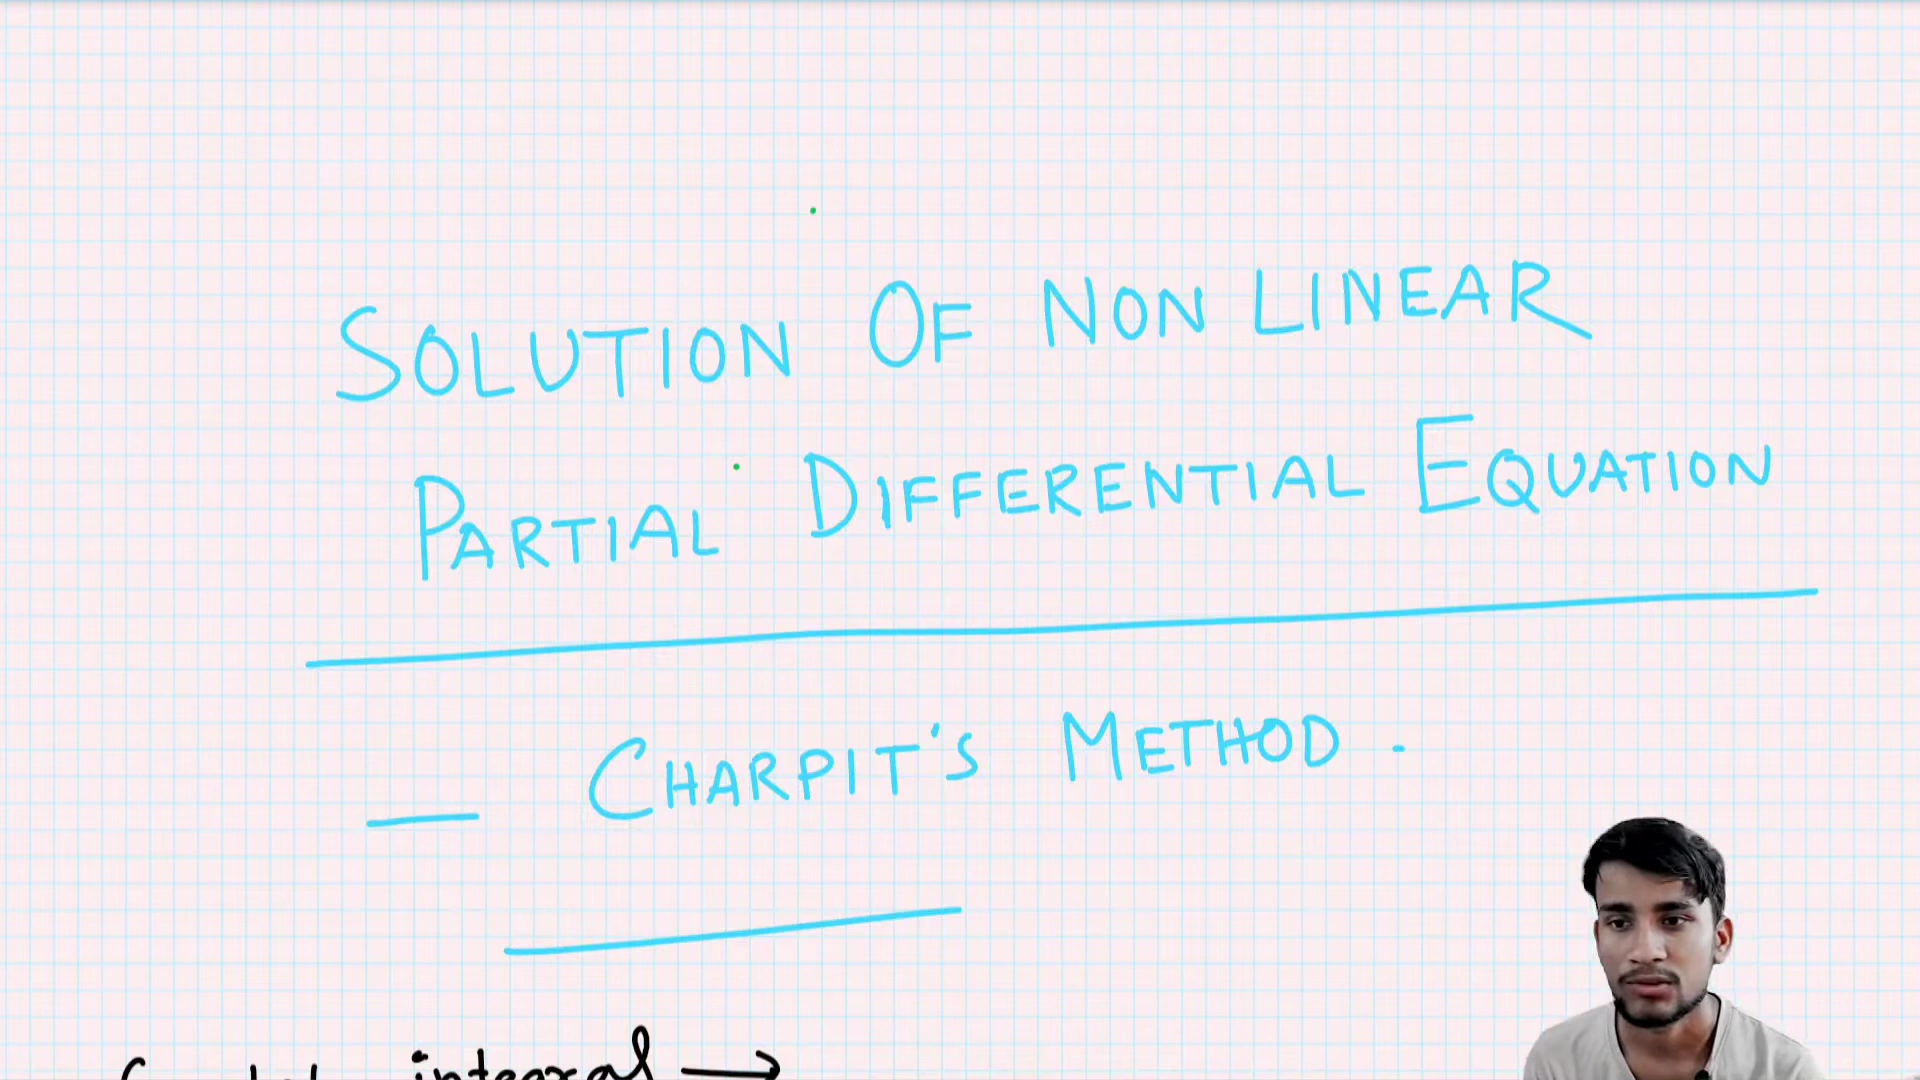 SOLUTION OF NON LINEAR
PARTIAL DIFFERENTIAL EQUATION
— CHARPIT'S METHOD.
integral →